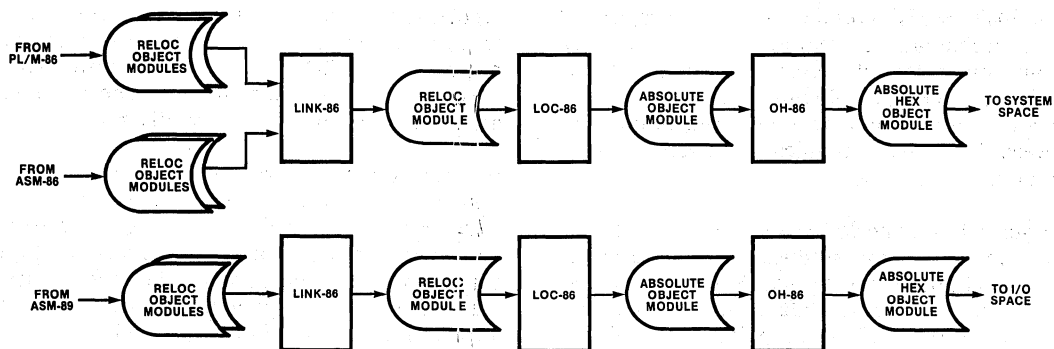 FROM
PL/M-86
RELOC
OBJECT
MODULES
LINK-86
RELOC
OBJECT
MODULE
LOC-86
ABSOLUTE
OBJECT
MODULE
OH-86
ABSOLUTE
HEX
OBJECT
MODULE
TO SYSTEM
SPACE
FROM
ASM-86
RELOC
OBJECT
MODULES
FROM
ASM-89
RELOC
OBJECT
MODULES
LINK-86
RELOC
OBJECT
MODULE
LOC-86
ABSOLUTE
OBJECT
MODULE
OH-86
ABSOLUTE
HEX
OBJECT
MODULE
TO I/O
SPACE